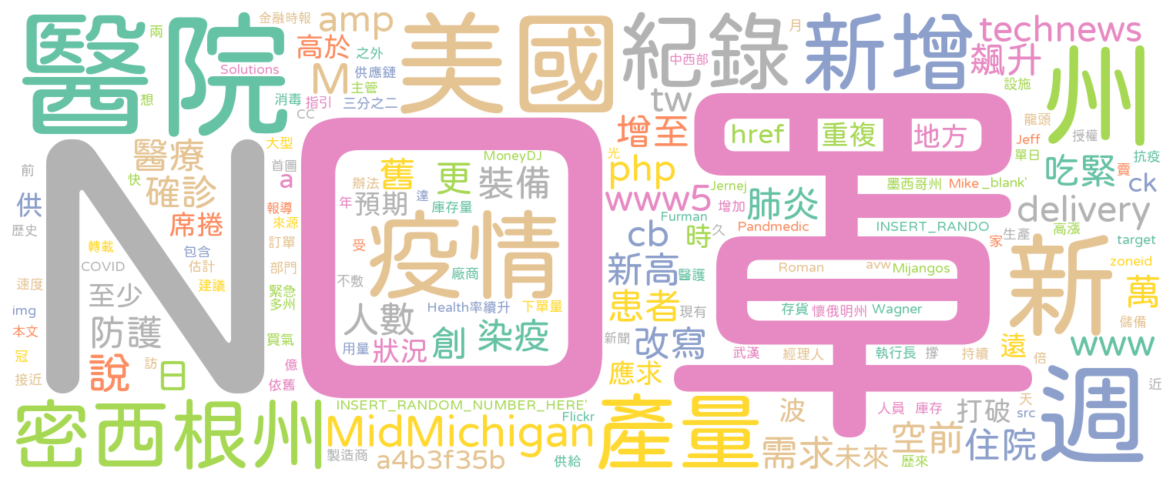 醫院
美國
紀錄
新增
州
N
口罩
疫情
密西根州
產量
週
新
兩
金融時報
amp
月
technews
高於
之外
中西部
飆升
Solutions
M
供應鏈
主管
設施
想
消毒
指引
三分之二
cc
tw
龍頭
增至
href
重複
地方
Jeff
授權
單日
抗疫
前
醫療
大型
MoneyDJ
光
php
吃緊
賣
快
確診
首圖
a
舊
更
裝備
辦法
達
年
預期
庫存量
www5
Jernej
增加
肺炎
墨西哥州
Mike
_blank'
ck
供
席捲
報導
來源
Furman
Pandmedic
久
INSERT_RANDO
delivery
歷史
轉載
包含
訂單
受
cb
時
家
生產
高漲
target
COVID
估計
部門
不敷
廠商
新高
醫護
Roman
avw
Mijangos
zoneid
速度
建議
至少
緊急
多州
Health率續升
下單量
患者
現有
存貨
懷俄明州
Wagner
萬
儲備
img
本文
防護
買氣
人數
創
染疫
用量
狀況
新聞
改寫
武漢
經理人
執行長
撐
持續
遠
倍
www
冠
接近
說
訪
日
億
依舊
應求
近
INSERT_RANDOM_NUMBER_HERE'
Flickr
波
人員
庫存
打破
天
src
MidMichigan
製造商
a4b3f35b
供給
需求
未來
空前
歷來
住院